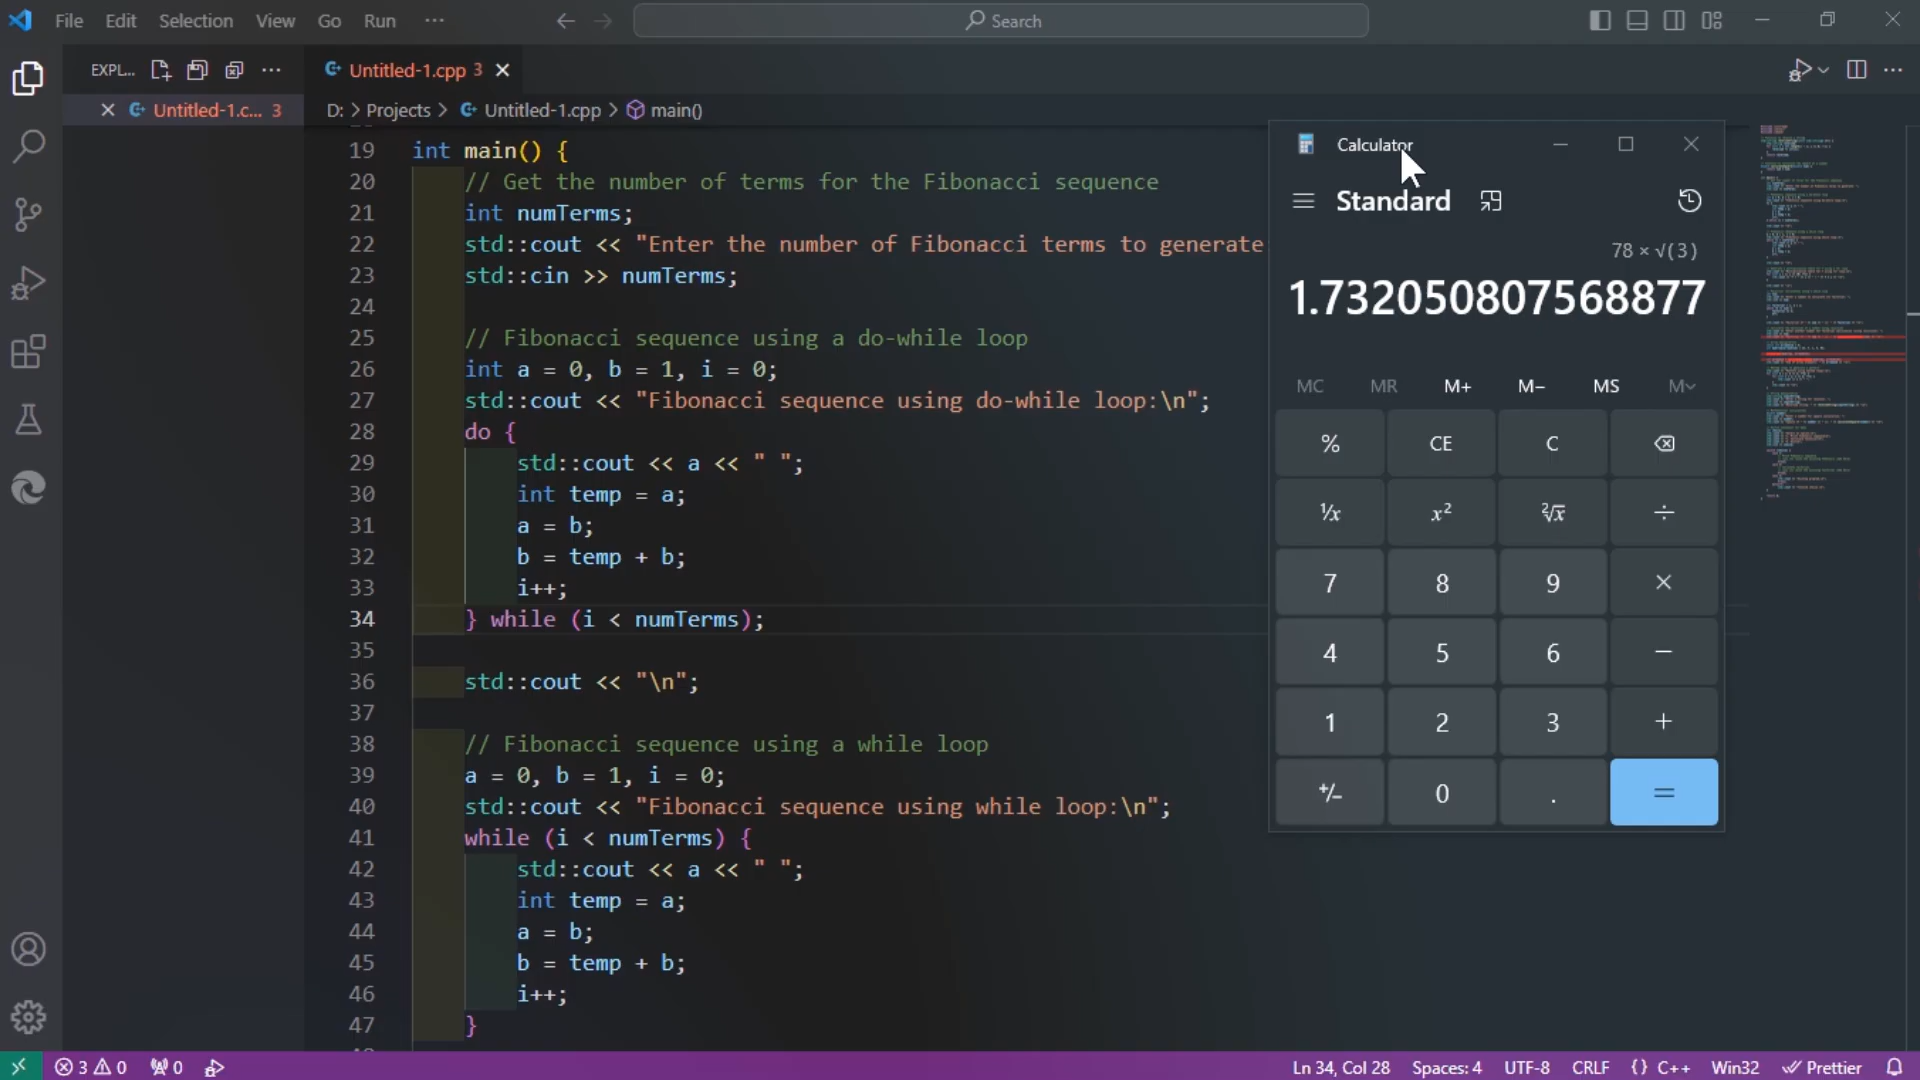 File Edit Selection View Go Run ···
Search
EXPL...
Untitled-1.cpp 3
Untitled-1.c... 3
D: > Projects > Untitled-1.cpp > main()
19 int main() {
20 // Get the number of terms for the Fibonacci sequence
21 int numTerms;
22 std::cout << "Enter the number of Fibonacci terms to generate
23 std::cin >> numTerms;
24
25 // Fibonacci sequence using a do-while loop
26 int a = 0, b = 1, i = 0;
27 std::cout << "Fibonacci sequence using do-while loop:\n";
28 do {
29 std::cout << a << " ";
30 int temp = a;
31 a = b;
32 b = temp + b;
33 i++;
34 } while (i < numTerms);
35
36 std::cout << "\n";
37
38 // Fibonacci sequence using a while loop
39 a = 0, b = 1, i = 0;
40 std::cout << "Fibonacci sequence using while loop:\n";
41 while (i < numTerms) {
42 std::cout << a << " ";
43 int temp = a;
44 a = b;
45 b = temp + b;
46 i++;
47 }
Calculator
Standard
78 × √(3)
1.732050807568877
MC MR M+ M− MS M˅
% CE C
¹⁄x x² ²√x ÷
7 8 9 ×
4 5 6 −
1 2 3 +
+/− 0 . =
3 0 0 Ln 34, Col 28 Spaces: 4 UTF-8 CRLF {} C++ Win32 Prettier